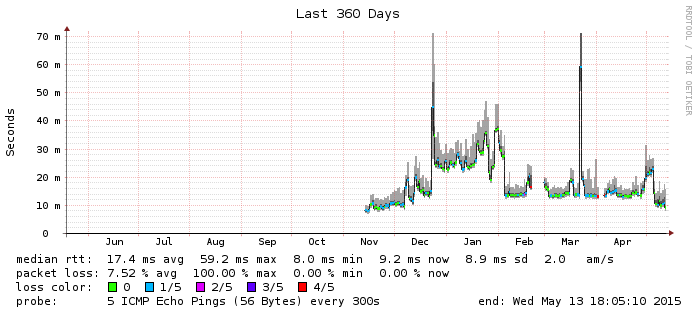 Last 360 Days
RRDTOOL / TOBI OETIKER
Seconds
70 m
60 m
50 m
40 m
30 m
20 m
10 m
0
Jun Jul Aug Sep Oct Nov Dec Jan Feb Mar Apr
median rtt: 17.4 ms avg 59.2 ms max 8.0 ms min 9.2 ms now 8.9 ms sd 2.0 am/s
packet loss: 7.52 % avg 100.00 % max 0.00 % min 0.00 % now
loss color: 0 1/5 2/5 3/5 4/5
probe: 5 ICMP Echo Pings (56 Bytes) every 300s end: Wed May 13 18:05:10 2015